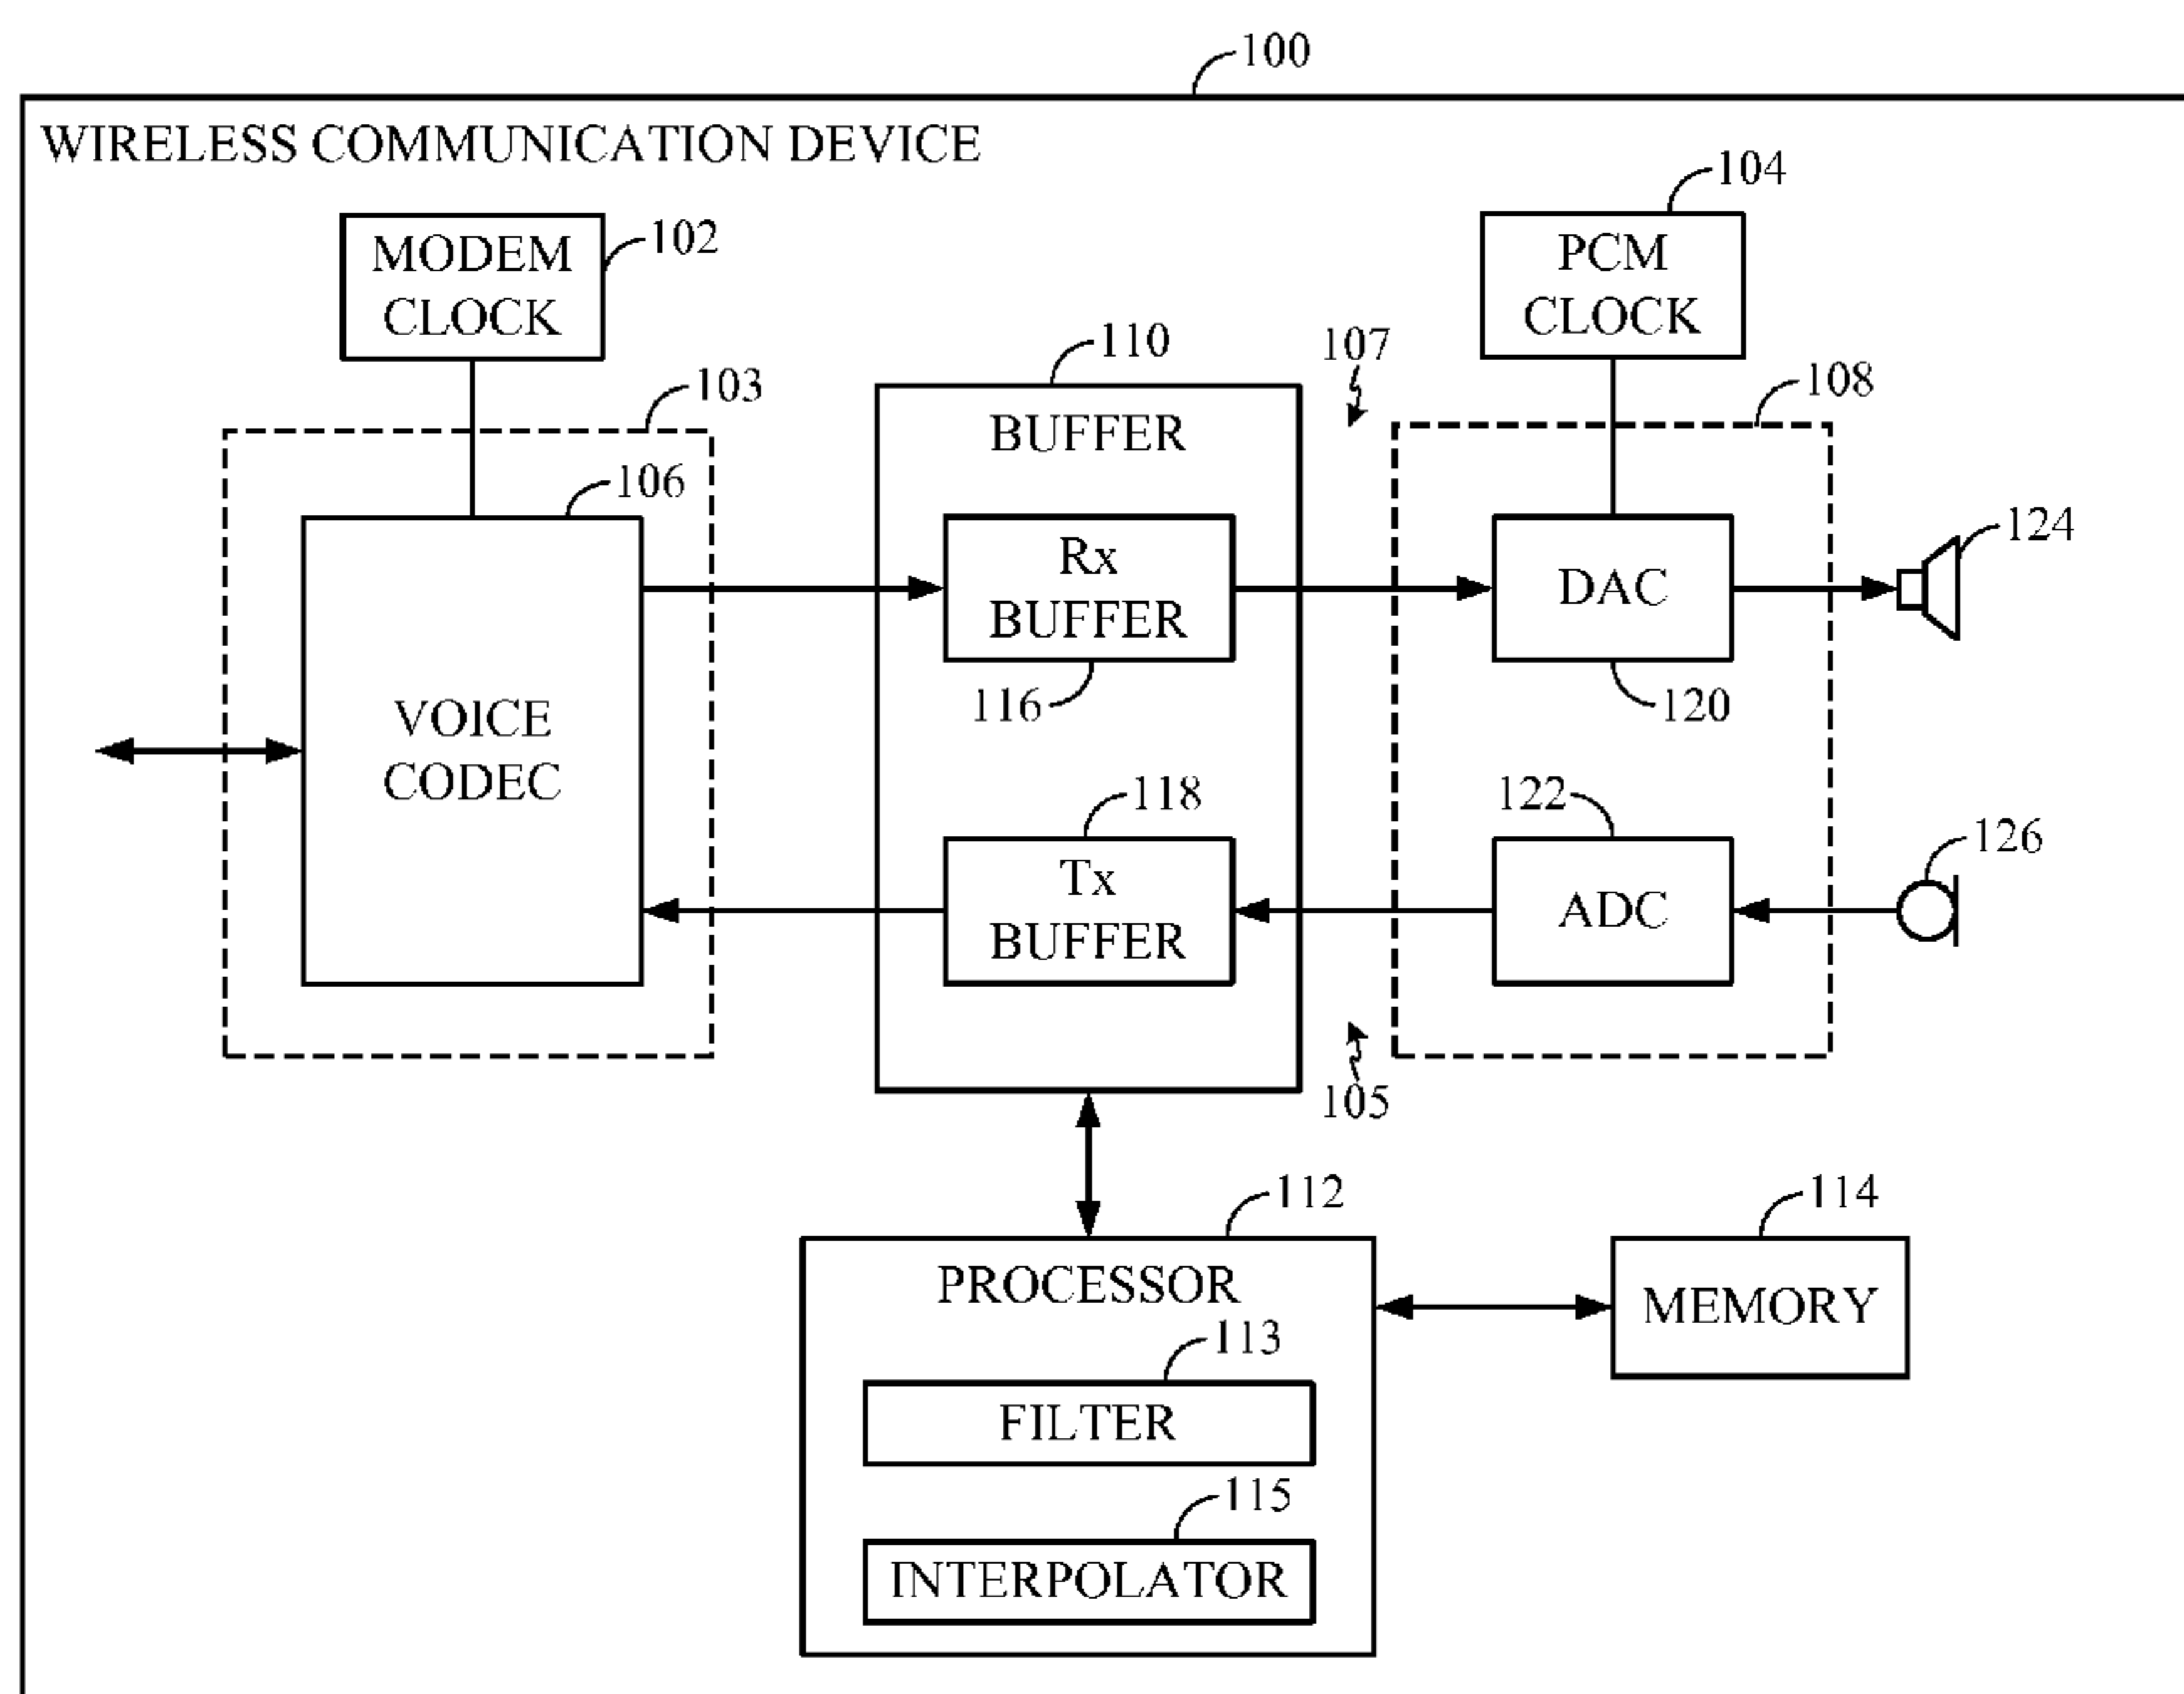 100
WIRELESS COMMUNICATION DEVICE
104
MODEM
CLOCK
102
PCM
CLOCK
110
107
103
108
BUFFER
106
124
Rx
BUFFER
DAC
116
120
VOICE
CODEC
118
122
126
Tx
BUFFER
ADC
105
112
114
PROCESSOR
MEMORY
113
FILTER
115
INTERPOLATOR